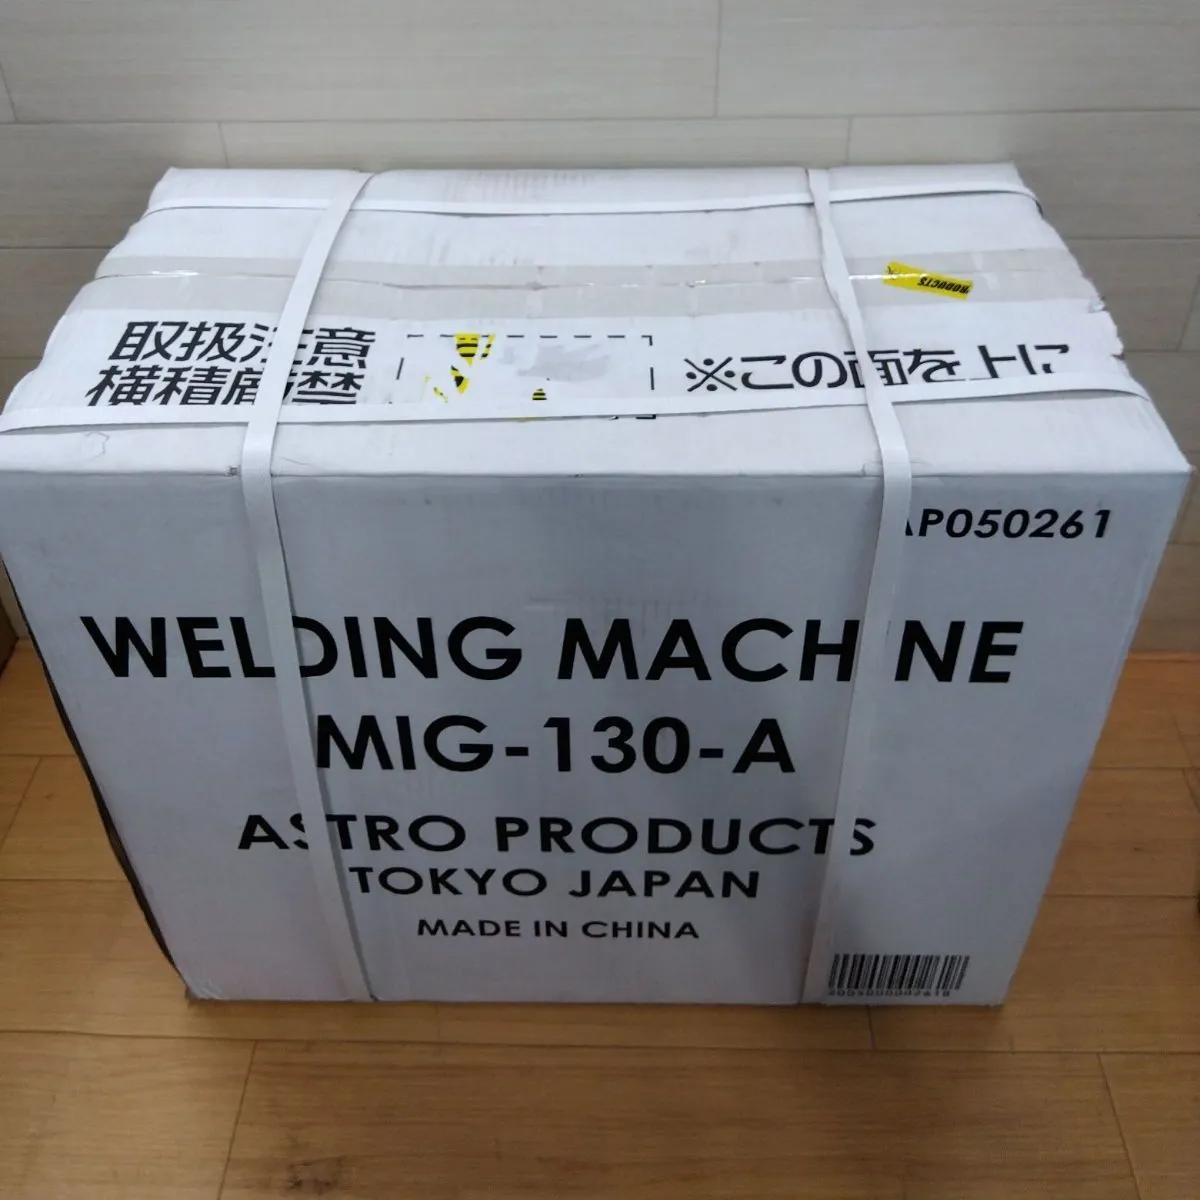 取扱注意
横積厳禁
※この面を上に
PRODUCTS
AP050261
WELDING MACHINE
MIG-130-A
ASTRO PRODUCTS
TOKYO JAPAN
MADE IN CHINA